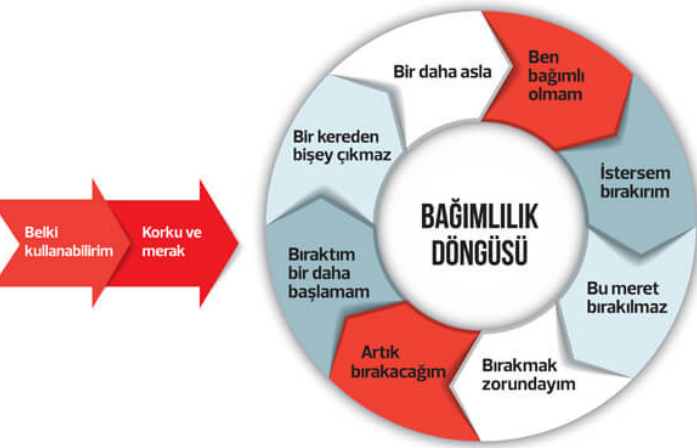 Belki
kullanabilirim
Korku ve
merak
BAĞIMLILIK
DÖNGÜSÜ
Bir daha asla
Ben
bağımlı
olmam
İstersem
bırakırım
Bu meret
bırakılmaz
Bırakmak
zorundayım
Artık
bırakacağım
Bıraktım
bir daha
başlamam
Bir kereden
bişey çıkmaz